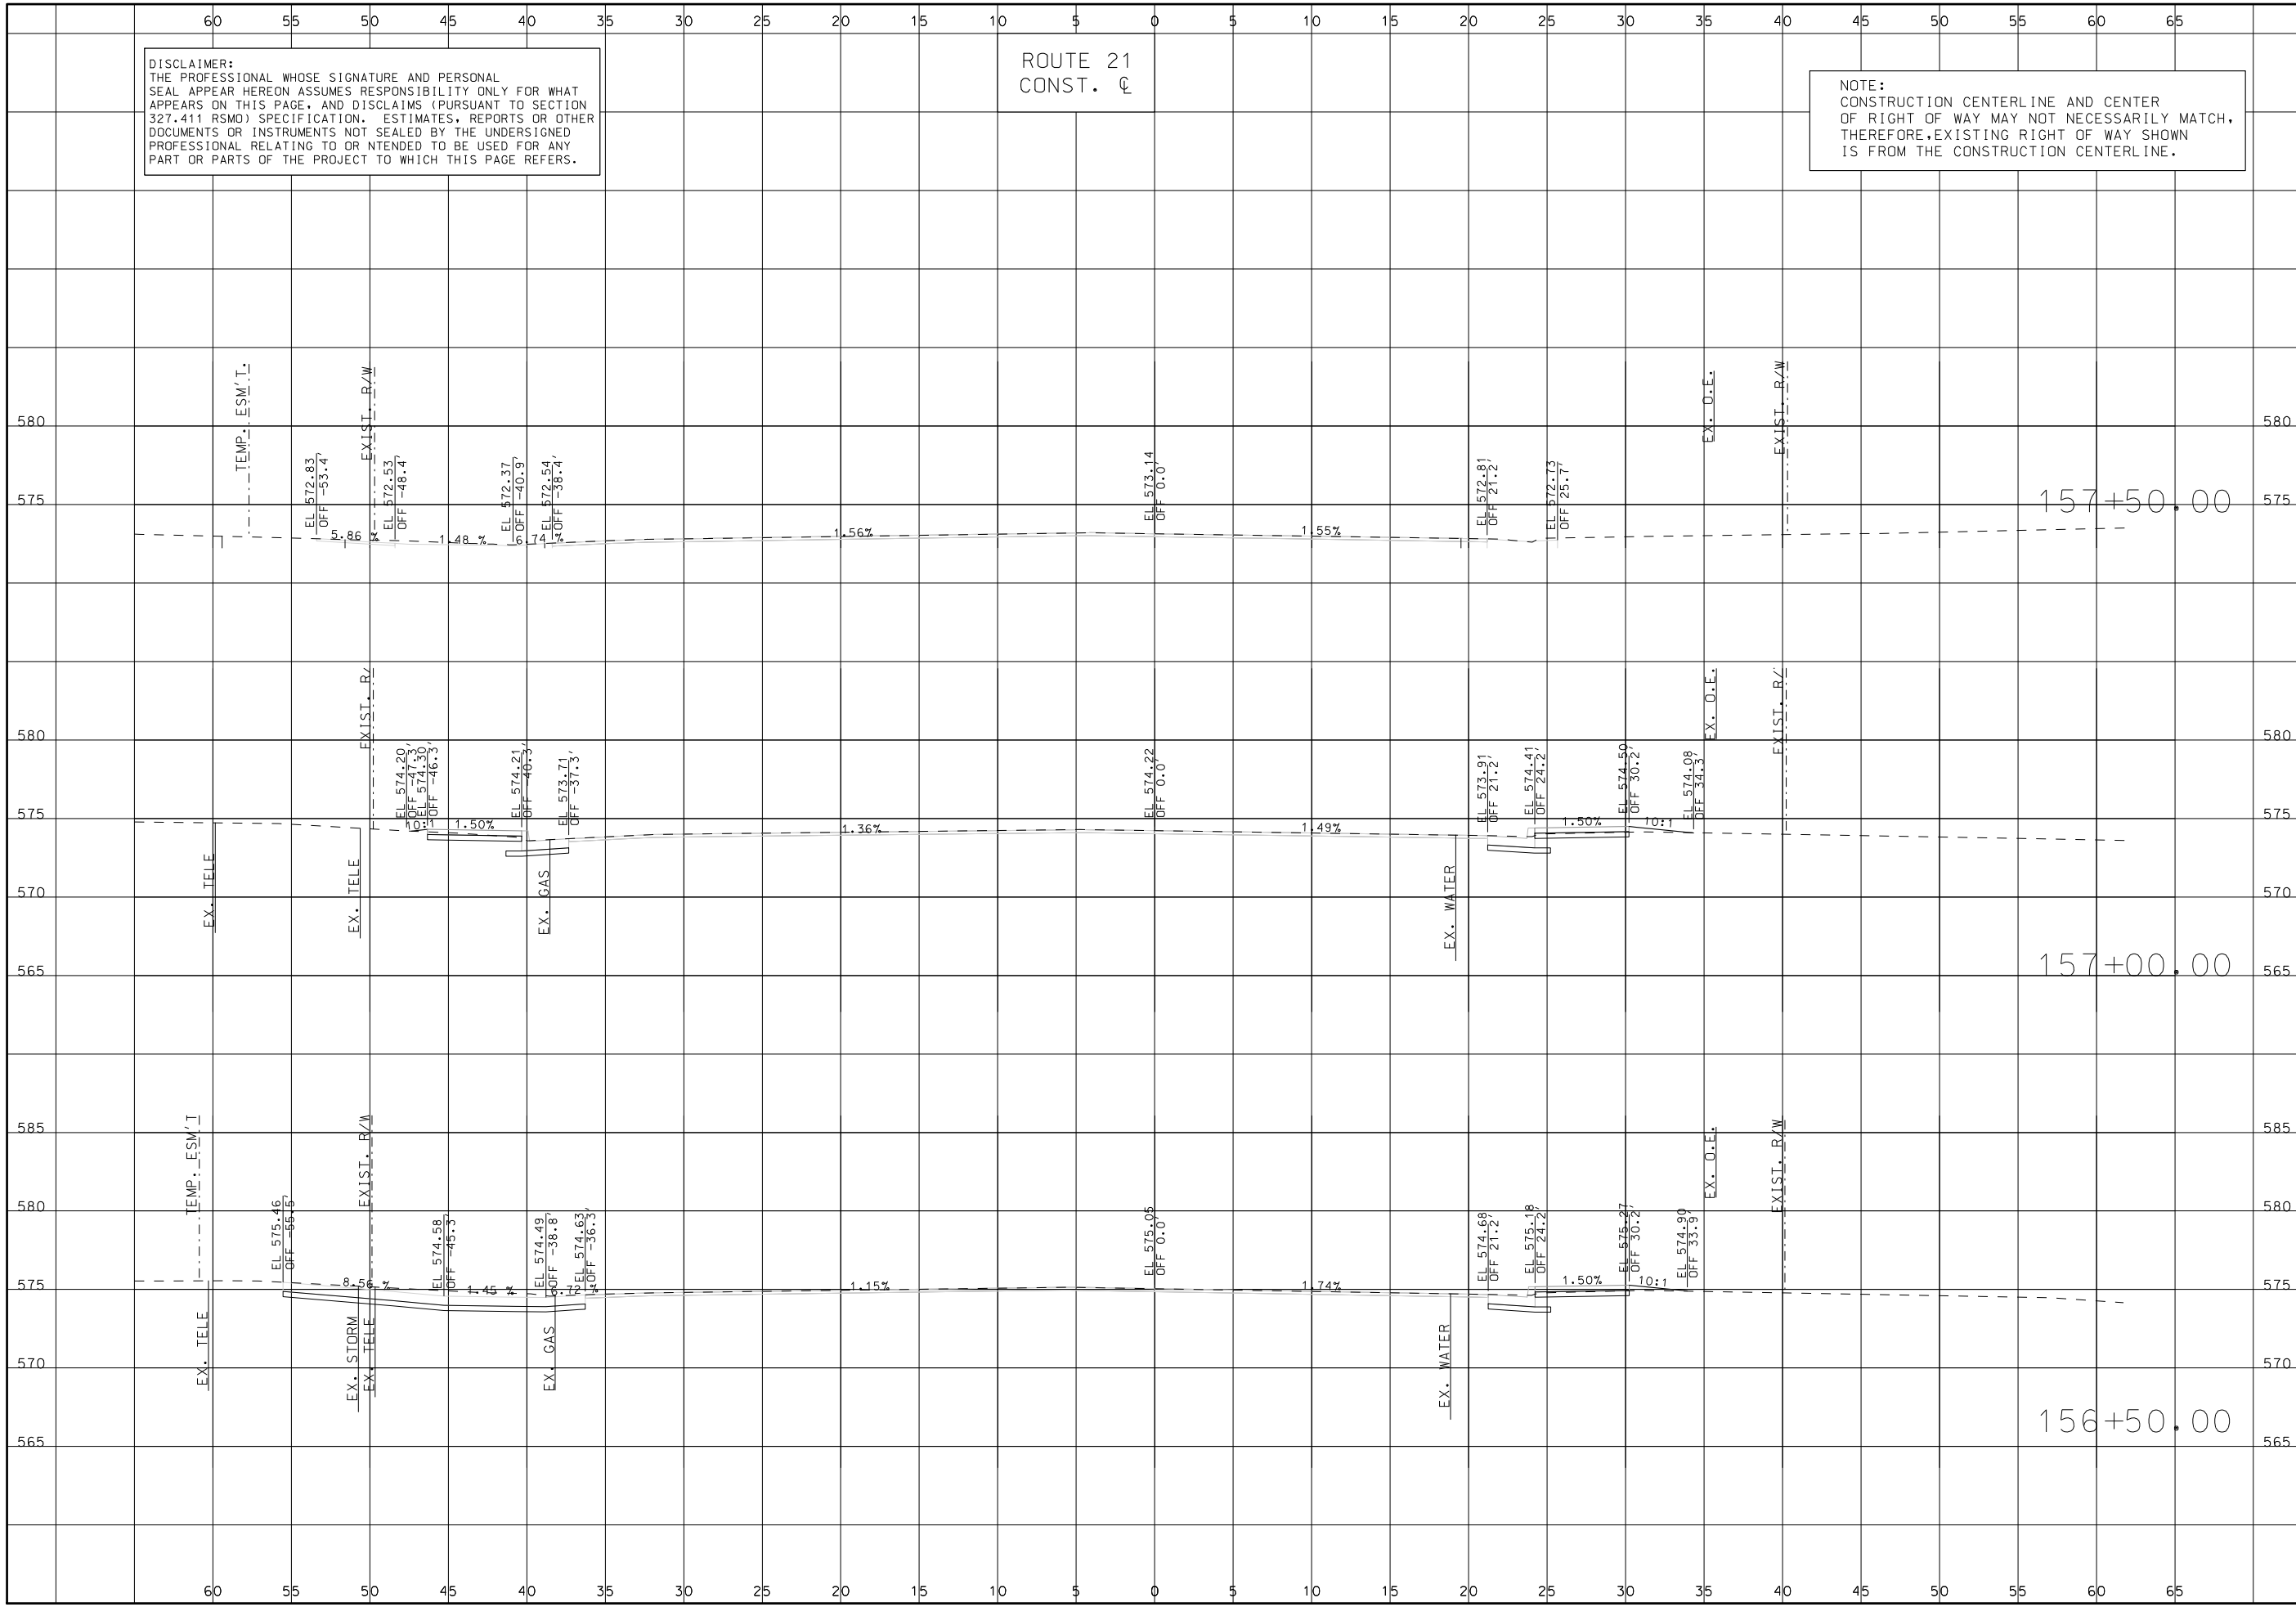 60 55 50 45 40 35 30 25 20 15 10 5 0 5 10 15 20 25 30 35 40 45 50 55 60 65
DISCLAIMER:
THE PROFESSIONAL WHOSE SIGNATURE AND PERSONAL
SEAL APPEAR HEREON ASSUMES RESPONSIBILITY ONLY FOR WHAT
APPEARS ON THIS PAGE, AND DISCLAIMS (PURSUANT TO SECTION
327.411 RSMO) SPECIFICATION. ESTIMATES, REPORTS OR OTHER
DOCUMENTS OR INSTRUMENTS NOT SEALED BY THE UNDERSIGNED
PROFESSIONAL RELATING TO OR NTENDED TO BE USED FOR ANY
PART OR PARTS OF THE PROJECT TO WHICH THIS PAGE REFERS.
ROUTE 21
CONST. ℄
NOTE:
CONSTRUCTION CENTERLINE AND CENTER
OF RIGHT OF WAY MAY NOT NECESSARILY MATCH,
THEREFORE,EXISTING RIGHT OF WAY SHOWN
IS FROM THE CONSTRUCTION CENTERLINE.
TEMP. ESM'T.
EXIST. R/W
EX. O.E.
EXIST. R/W
580
580
EL 572.83
OFF -53.4'
EL 572.53
OFF -48.4'
EL 572.37
OFF -40.9'
EL 572.54
OFF -38.4'
EL 573.14
OFF 0.0'
EL 572.81
OFF 21.2'
EL 572.73
OFF 25.7'
575
157+50.00
575
5.86 %
1.48 %
6.74 %
1.56%
1.55%
EXIST. R/
EX. O.E.
EXIST. R/
580
580
EL 574.20
OFF -47.3'
EL 574.30
OFF -46.3'
EL 574.21
OFF -40.3'
EL 573.71
OFF -37.3'
EL 574.22
OFF 0.0'
EL 573.91
OFF 21.2'
EL 574.41
OFF 24.2'
EL 574.50
OFF 30.2'
EL 574.08
OFF 34.3'
575
575
10:1
1.50%
1.36%
1.49%
1.50%
10:1
EX. TELE
EX. TELE
EX. GAS
EX. WATER
570
570
565
157+00.00
565
TEMP. ESM'T
EXIST. R/W
EX. O.E.
EXIST. R/W
585
585
580
580
EL 575.46
OFF -55.5'
EL 574.58
OFF -45.3'
EL 574.49
OFF -38.8'
EL 574.63
OFF -36.3'
EL 575.05
OFF 0.0'
EL 574.68
OFF 21.2'
EL 575.18
OFF 24.2'
EL 575.27
OFF 30.2'
EL 574.90
OFF 33.9'
575
575
8.56 %
1.45 %
6.72 %
1.15%
1.74%
1.50%
10:1
EX. TELE
EX. STORM
EX. TELE
EX. GAS
EX. WATER
570
570
565
156+50.00
565
60 55 50 45 40 35 30 25 20 15 10 5 0 5 10 15 20 25 30 35 40 45 50 55 60 65